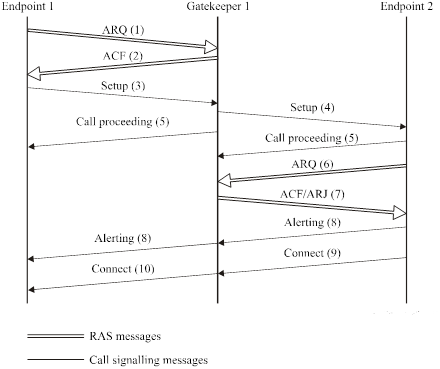 Endpoint 1
Gatekeeper 1
Endpoint 2
ARQ (1)
ACF (2)
Setup (3)
Setup (4)
Call proceeding (5)
Call proceeding (5)
ARQ (6)
ACF/ARJ (7)
Alerting (8)
Alerting (8)
Connect (9)
Connect (10)
RAS messages
Call signalling messages